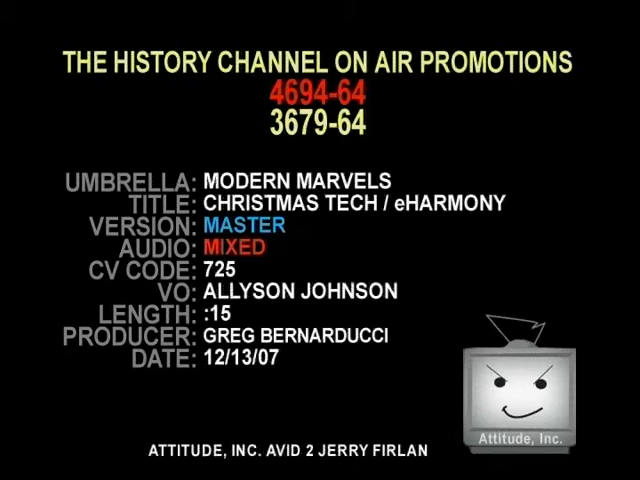 THE HISTORY CHANNEL ON AIR PROMOTIONS
4694-64
3679-64
UMBRELLA: MODERN MARVELS
TITLE: CHRISTMAS TECH / eHARMONY
VERSION: MASTER
AUDIO: MIXED
CV CODE: 725
VO: ALLYSON JOHNSON
LENGTH: :15
PRODUCER: GREG BERNARDUCCI
DATE: 12/13/07
Attitude, Inc.
ATTITUDE, INC. AVID 2 JERRY FIRLAN